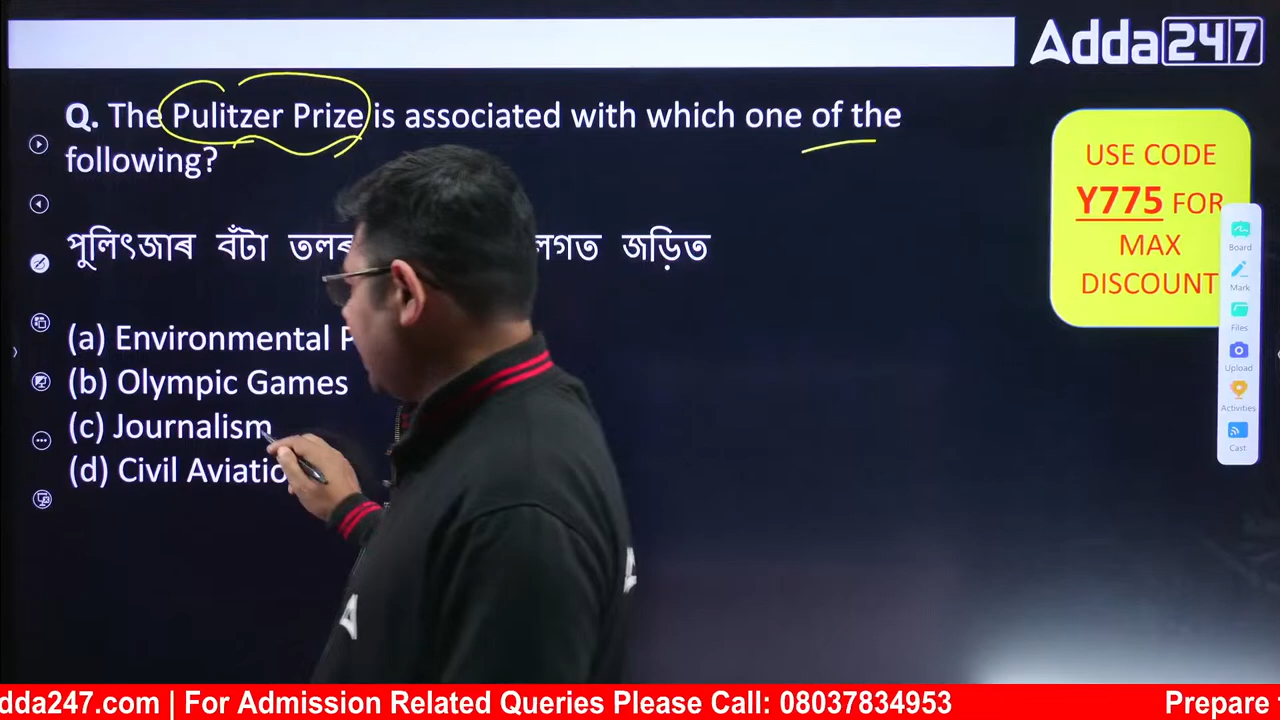 Adda247
Q. The Pulitzer Prize is associated with which one of the
following?
পুলিৎজাৰ বঁটা লগত জড়িত
(a) Environmental
(b) Olympic Games
(c) Journalism
(d) Civil
USE CODE
Y775 FOR
MAX
DISCOUNT
Board
Mark
Files
Upload
Activities
Cast
dda247.com | For Admission Related Queries Please Call: 08037834953 Prepare